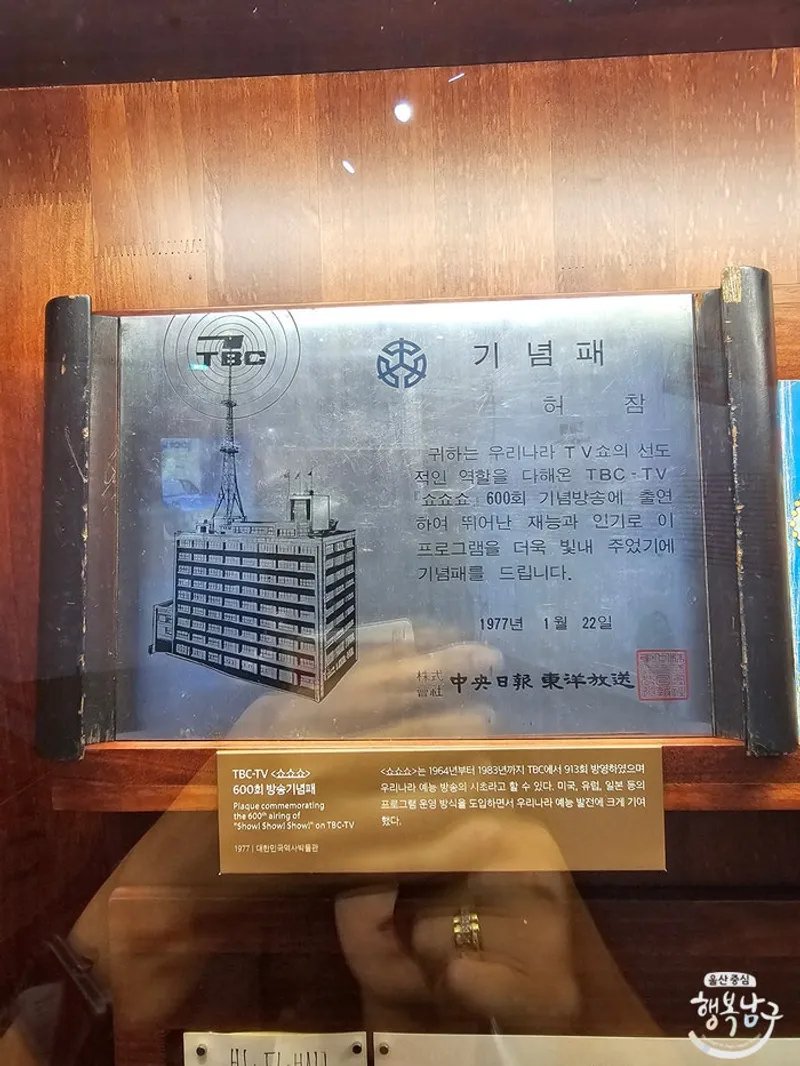 TBC
기 념 패
허 참
귀하는 우리나라 TV쇼의 선도
적인 역할을 다해온 TBC-TV
「쇼쇼쇼」 600회 기념방송에 출연
하여 뛰어난 재능과 인기로 이
프로그램을 더욱 빛내 주었기에
기념패를 드립니다.
1977년 1월 22일
株式會社 中央日報 東洋放送
TBC-TV <쇼쇼쇼>
600회 방송기념패
Plaque commemorating
the 600th airing of
"Show! Show! Show!" on TBC-TV
1977 | 대한민국역사박물관
<쇼쇼쇼>는 1964년부터 1983년까지 TBC에서 913회 방영하였으며
우리나라 예능 방송의 시초라고 할 수 있다. 미국, 유럽, 일본 등의
프로그램 운영 방식을 도입하면서 우리나라 예능 발전에 크게 기여
했다.
울산 중심
행복남구